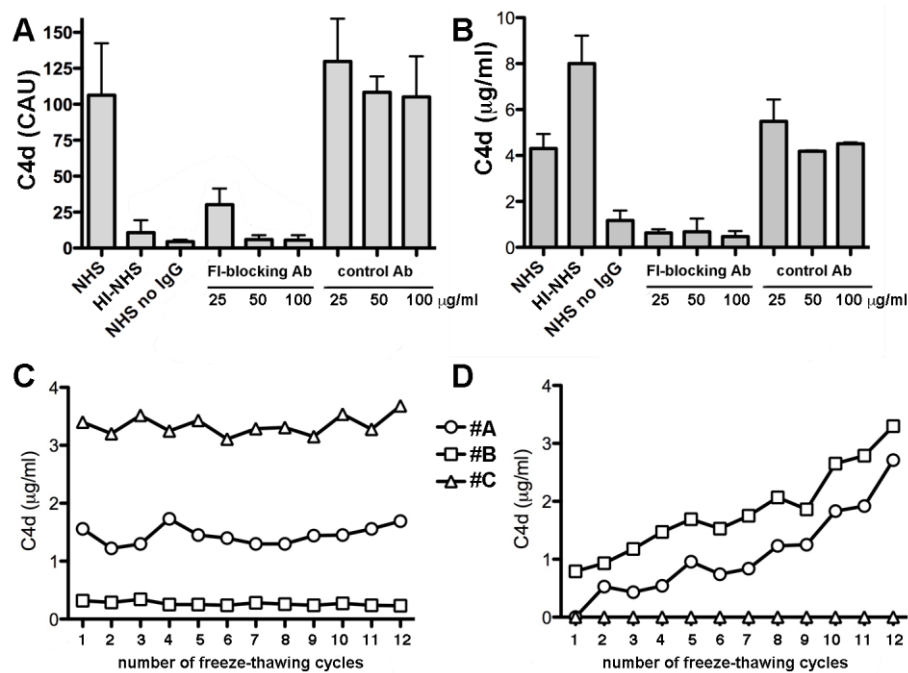 A
C4d (CAU)
150
125
100
75
50
25
0
NHS
HI-NHS
NHS no IgG
FI-blocking Ab
control Ab
25 50 100 25 50 100 µg/ml
B
C4d (µg/ml)
10
8
6
4
2
0
NHS
HI-NHS
NHS no IgG
FI-blocking Ab
control Ab
25 50 100 25 50 100
C
C4d (µg/ml)
4
3
2
1
0
1 2 3 4 5 6 7 8 9 10 11 12
number of freeze-thawing cycles
#A
#B
#C
D
C4d (µg/ml)
4
3
2
1
0
1 2 3 4 5 6 7 8 9 10 11 12
number of freeze-thawing cycles